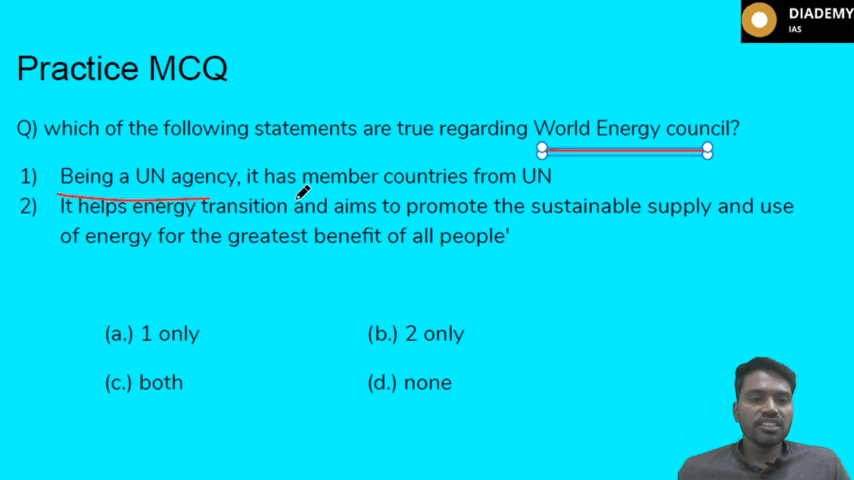 DIADEMY
IAS
Practice MCQ
Q) which of the following statements are true regarding World Energy council?
1) Being a UN agency, it has member countries from UN
2) It helps energy transition and aims to promote the sustainable supply and use
of energy for the greatest benefit of all people'
(a.) 1 only (b.) 2 only
(c.) both (d.) none